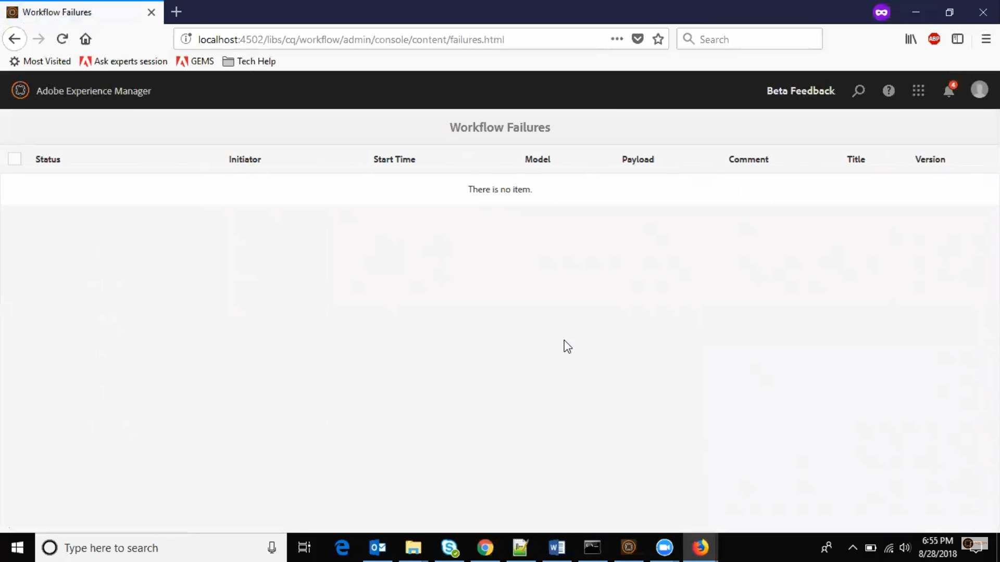 Workflow Failures
localhost:4502/libs/cq/workflow/admin/console/content/failures.html
Search
ABP
Most Visited
Ask experts session
GEMS
Tech Help
Adobe Experience Manager
Beta Feedback
4
Workflow Failures
Status Initiator Start Time Model Payload Comment Title Version
There is no item.
Type here to search
6:55 PM
8/28/2018